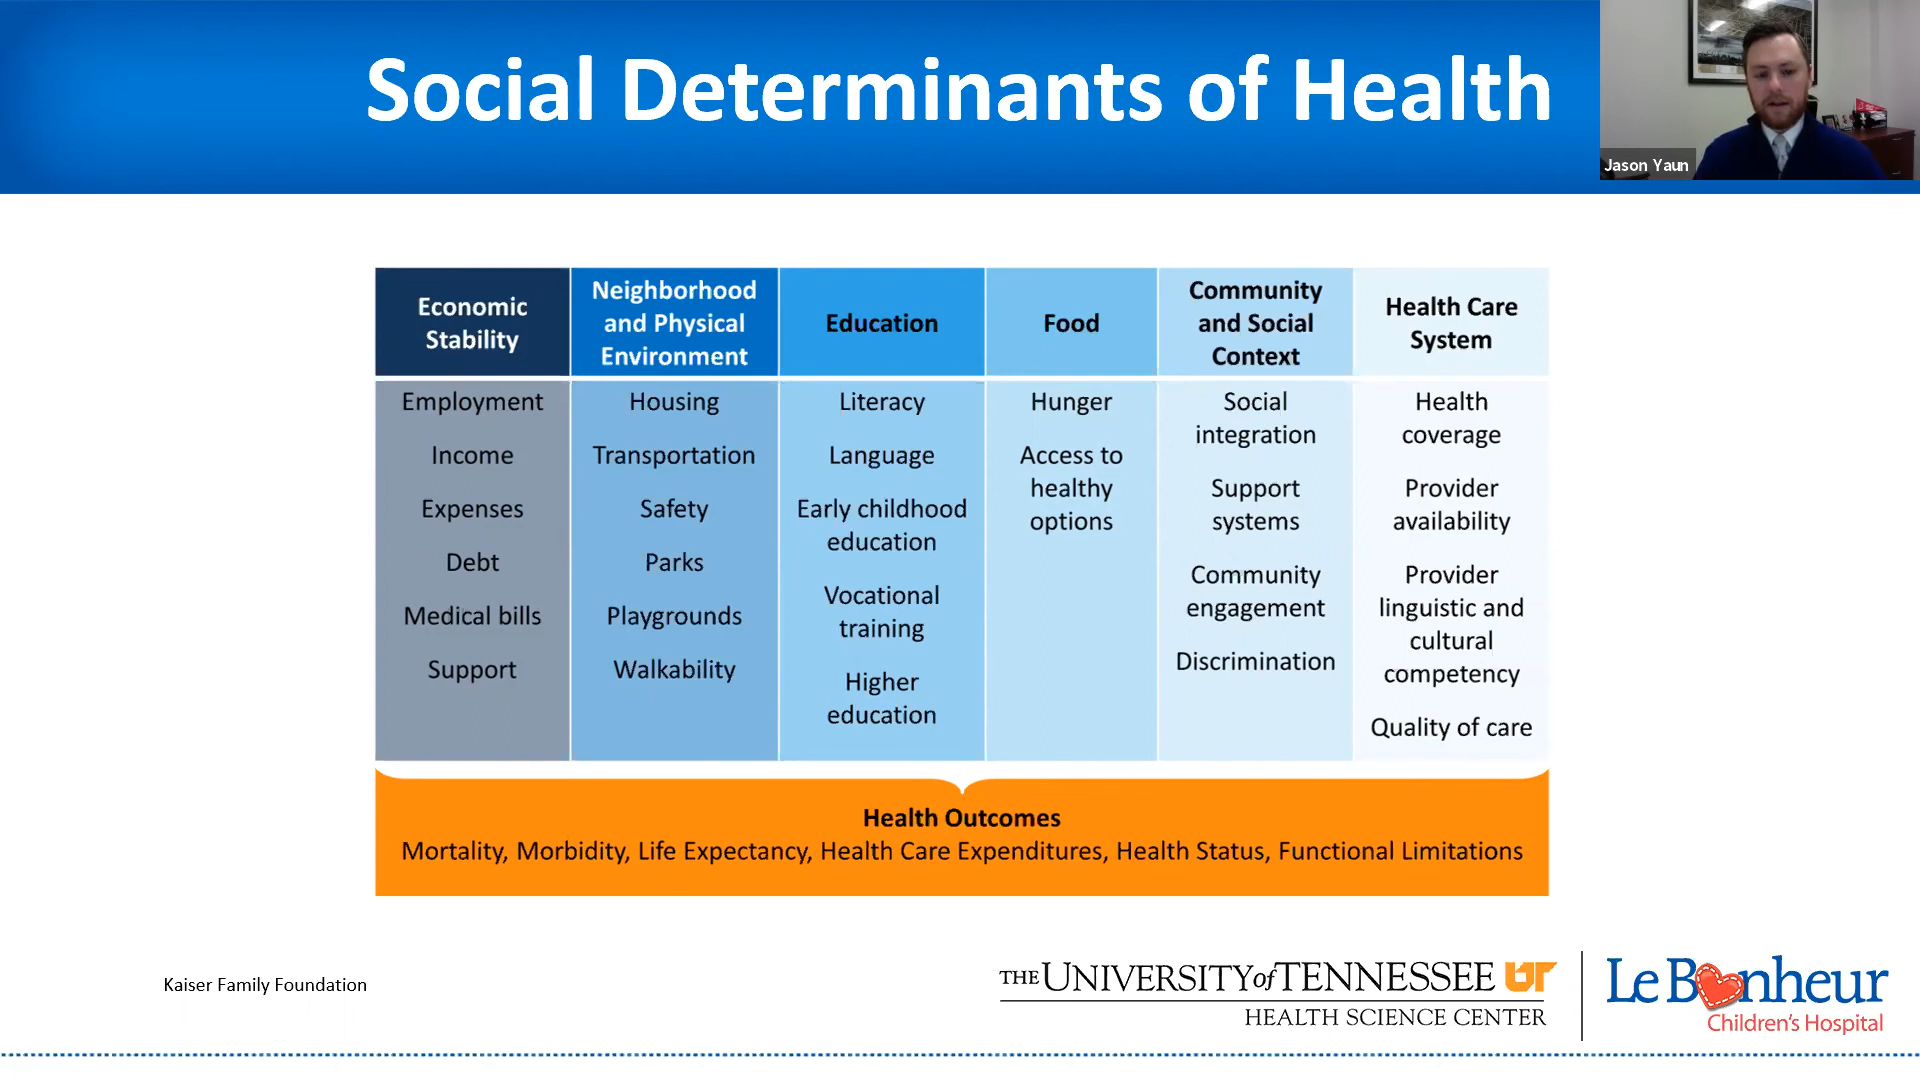 Social Determinants of Health
Jason Yaun
Economic
Stability
Employment
Income
Expenses
Debt
Medical bills
Support
Neighborhood
and Physical
Environment
Housing
Transportation
Safety
Parks
Playgrounds
Walkability
Education
Literacy
Language
Early childhood
education
Vocational
training
Higher
education
Food
Hunger
Access to
healthy
options
Community
and Social
Context
Social
integration
Support
systems
Community
engagement
Discrimination
Health Care
System
Health
coverage
Provider
availability
Provider
linguistic and
cultural
competency
Quality of care
Health Outcomes
Mortality, Morbidity, Life Expectancy, Health Care Expenditures, Health Status, Functional Limitations
Kaiser Family Foundation
THE UNIVERSITY of TENNESSEE UT
HEALTH SCIENCE CENTER
Le Bonheur
Children's Hospital